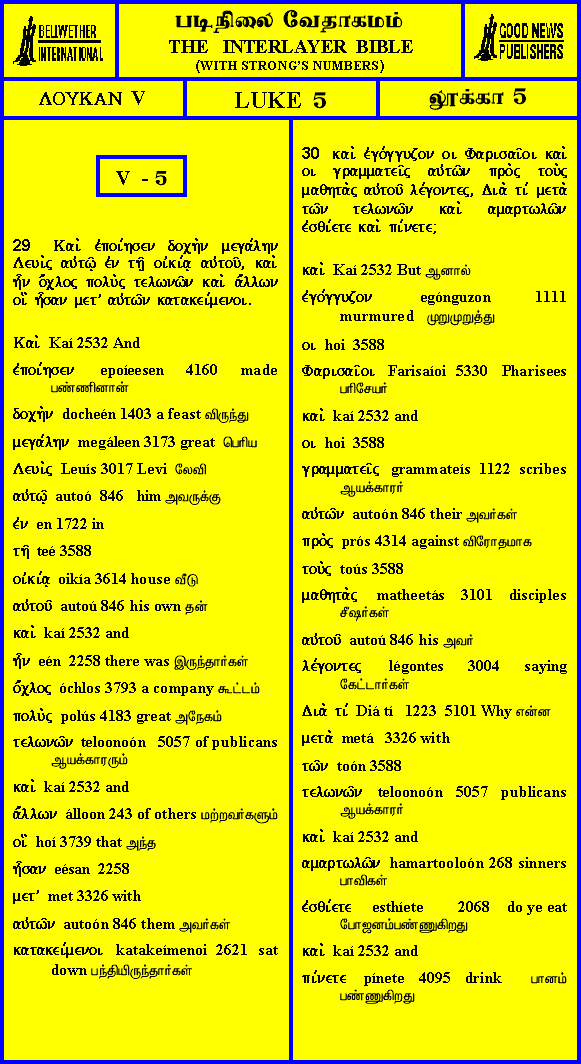 BELLWETHER
INTERNATIONAL
படிநிலை வேதாகமம்
THE INTERLAYER BIBLE
(WITH STRONG'S NUMBERS)
GOOD NEWS
PUBLISHERS
ΛΟΥΚΑΝ V
LUKE 5
லூக்கா 5
V - 5
29 Καὶ ἐποίησεν δοχὴν μεγάλην
Λευὶς αὐτῷ ἐν τῇ οἰκίᾳ αὐτοῦ, καὶ
ἦν ὄχλος πολὺς τελωνῶν καὶ ἄλλων
οἳ ἦσαν μετ' αὐτῶν κατακείμενοι..
Καὶ Kaí 2532 And
ἐποίησεν epoíeesen 4160 made
பண்ணினான்
δοχὴν docheén 1403 a feast விருந்து
μεγάλην megáleen 3173 great பெரிய
Λευὶς Leuís 3017 Levi லேவி
αὐτῷ autoó 846 him அவருக்கு
ἐν en 1722 in
τῇ teé 3588
οἰκίᾳ oikía 3614 house வீடு
αὐτοῦ autoú 846 his own தன்
καὶ kaí 2532 and
ἦν eén 2258 there was இருந்தார்கள்
ὄχλος óchlos 3793 a company கூட்டம்
πολὺς polús 4183 great அநேகம்
τελωνῶν teloonoón 5057 of publicans
ஆயக்காரரும்
καὶ kaí 2532 and
ἄλλων álloon 243 of others மற்றவர்களும்
οἳ hoí 3739 that அந்த
ἦσαν eésan 2258
μετ' met 3326 with
αὐτῶν autoón 846 them அவர்கள்
κατακείμενοι katakeímenoi 2621 sat
down பந்தியிருந்தார்கள்
30 καὶ ἐγόγγυζον οι Φαρισαῖοι καὶ
οι γραμματεῖς αὐτῶν πρὸς τοὺς
μαθητὰς αὐτοῦ λέγοντες, Διὰ τί μετὰ
τῶν τελωνῶν καὶ αμαρτωλῶν
ἐσθίετε καὶ πίνετε;
καὶ Kaí 2532 But ஆனால்
ἐγόγγυζον egónguzon 1111
murmured முறுமுறுத்து
οι hoi 3588
Φαρισαῖοι Farisaíoi 5330 Pharisees
பரிசேயர்
καὶ kaí 2532 and
οι hoi 3588
γραμματεῖς grammateís 1122 scribes
ஆயக்காரர்
αὐτῶν autoón 846 their அவர்கள்
πρὸς prós 4314 against விரோதமாக
τοὺς toús 3588
μαθητὰς matheetás 3101 disciples
சீஷர்கள்
αὐτοῦ autoú 846 his அவர்
λέγοντες légontes 3004 saying
கேட்டார்கள்
Διὰ τί Diá tí 1223 5101 Why என்ன
μετὰ metá 3326 with
τῶν toón 3588
τελωνῶν teloonoón 5057 publicans
ஆயக்காரர்
καὶ kaí 2532 and
αμαρτωλῶν hamartooloón 268 sinners
பாவிகள்
ἐσθίετε esthíete 2068 do ye eat
போஜனம்பண்ணுகிறது
καὶ kaí 2532 and
πίνετε pínete 4095 drink பானம்
பண்ணுகிறது